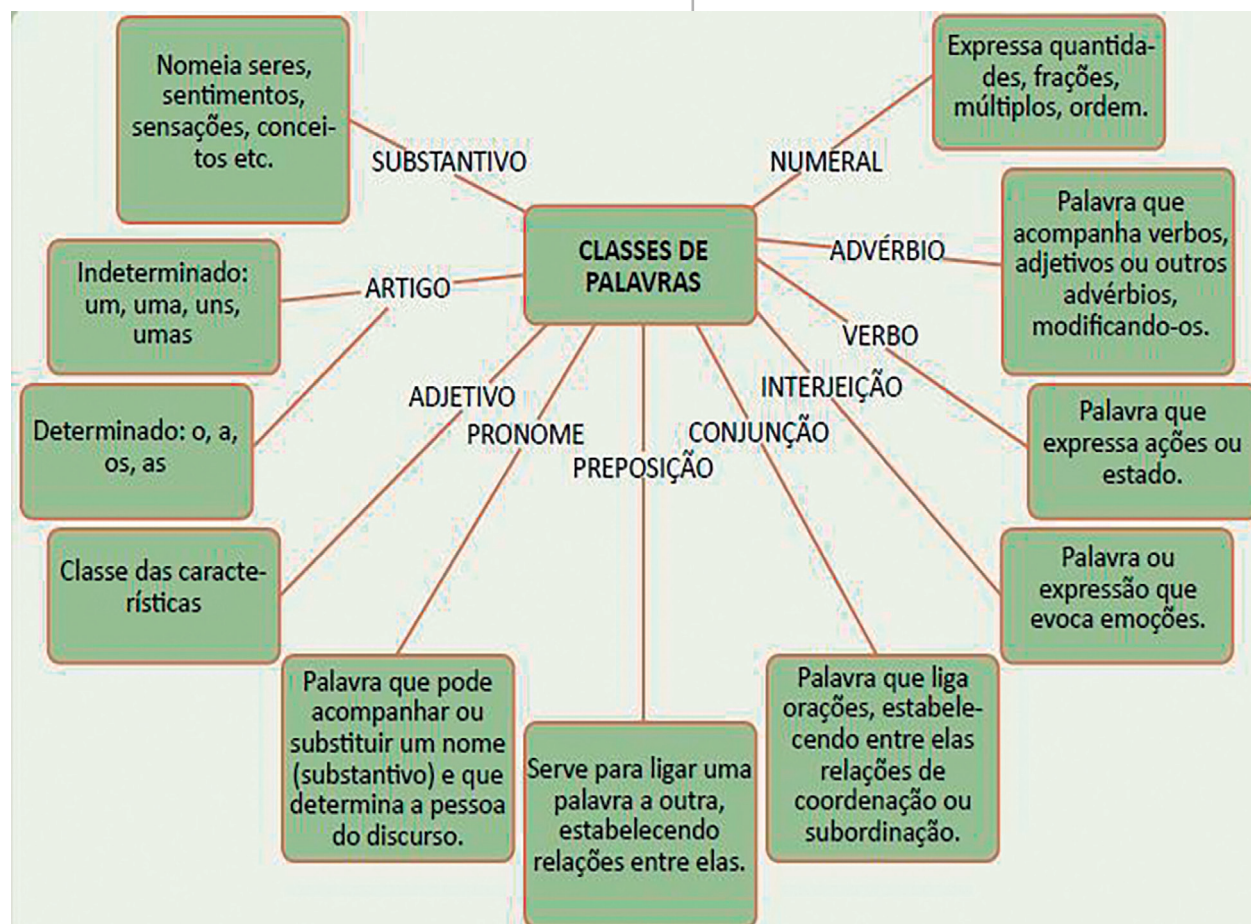 Nomeia seres,
sentimentos,
sensações, concei-
tos etc.
SUBSTANTIVO
Expressa quantida-
des, frações,
múltiplos, ordem.
NUMERAL
CLASSES DE
PALAVRAS
Palavra que
acompanha verbos,
adjetivos ou outros
advérbios,
modificando-os.
ADVÉRBIO
Indeterminado:
um, uma, uns,
umas
ARTIGO
Determinado: o, a,
os, as
VERBO
Palavra que
expressa ações ou
estado.
ADJETIVO
Classe das caracte-
rísticas
INTERJEIÇÃO
Palavra ou
expressão que
evoca emoções.
PRONOME
Palavra que pode
acompanhar ou
substituir um nome
(substantivo) e que
determina a pessoa
do discurso.
PREPOSIÇÃO
Serve para ligar uma
palavra a outra,
estabelecendo
relações entre elas.
CONJUNÇÃO
Palavra que liga
orações, estabele-
cendo entre elas
relações de
coordenação ou
subordinação.